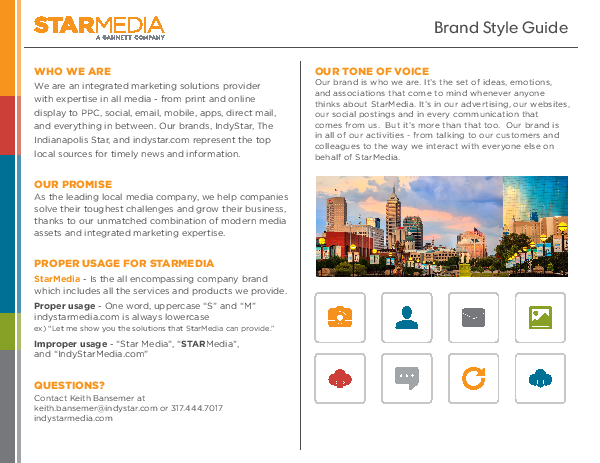 STARMEDIA
A GANNETT COMPANY
Brand Style Guide
WHO WE ARE
We are an integrated marketing solutions provider
with expertise in all media - from print and online
display to PPC, social, email, mobile, apps, direct mail,
and everything in between. Our brands, IndyStar, The
Indianapolis Star, and indystar.com represent the top
local sources for timely news and information.
OUR PROMISE
As the leading local media company, we help companies
solve their toughest challenges and grow their business,
thanks to our unmatched combination of modern media
assets and integrated marketing expertise.
PROPER USAGE FOR STARMEDIA
StarMedia - Is the all encompassing company brand
which includes all the services and products we provide.
Proper usage - One word, uppercase “S” and “M”
indystarmedia.com is always lowercase
ex) “Let me show you the solutions that StarMedia can provide.”
Improper usage - “Star Media”, “STARMedia”,
and “IndyStarMedia.com”
QUESTIONS?
Contact Keith Bansemer at
keith.bansemer@indystar.com or 317.444.7017
indystarmedia.com
OUR TONE OF VOICE
Our brand is who we are. It’s the set of ideas, emotions,
and associations that come to mind whenever anyone
thinks about StarMedia. It’s in our advertising, our websites,
our social postings and in every communication that
comes from us. But it’s more than that too. Our brand is
in all of our activities - from talking to our customers and
colleagues to the way we interact with everyone else on
behalf of StarMedia.